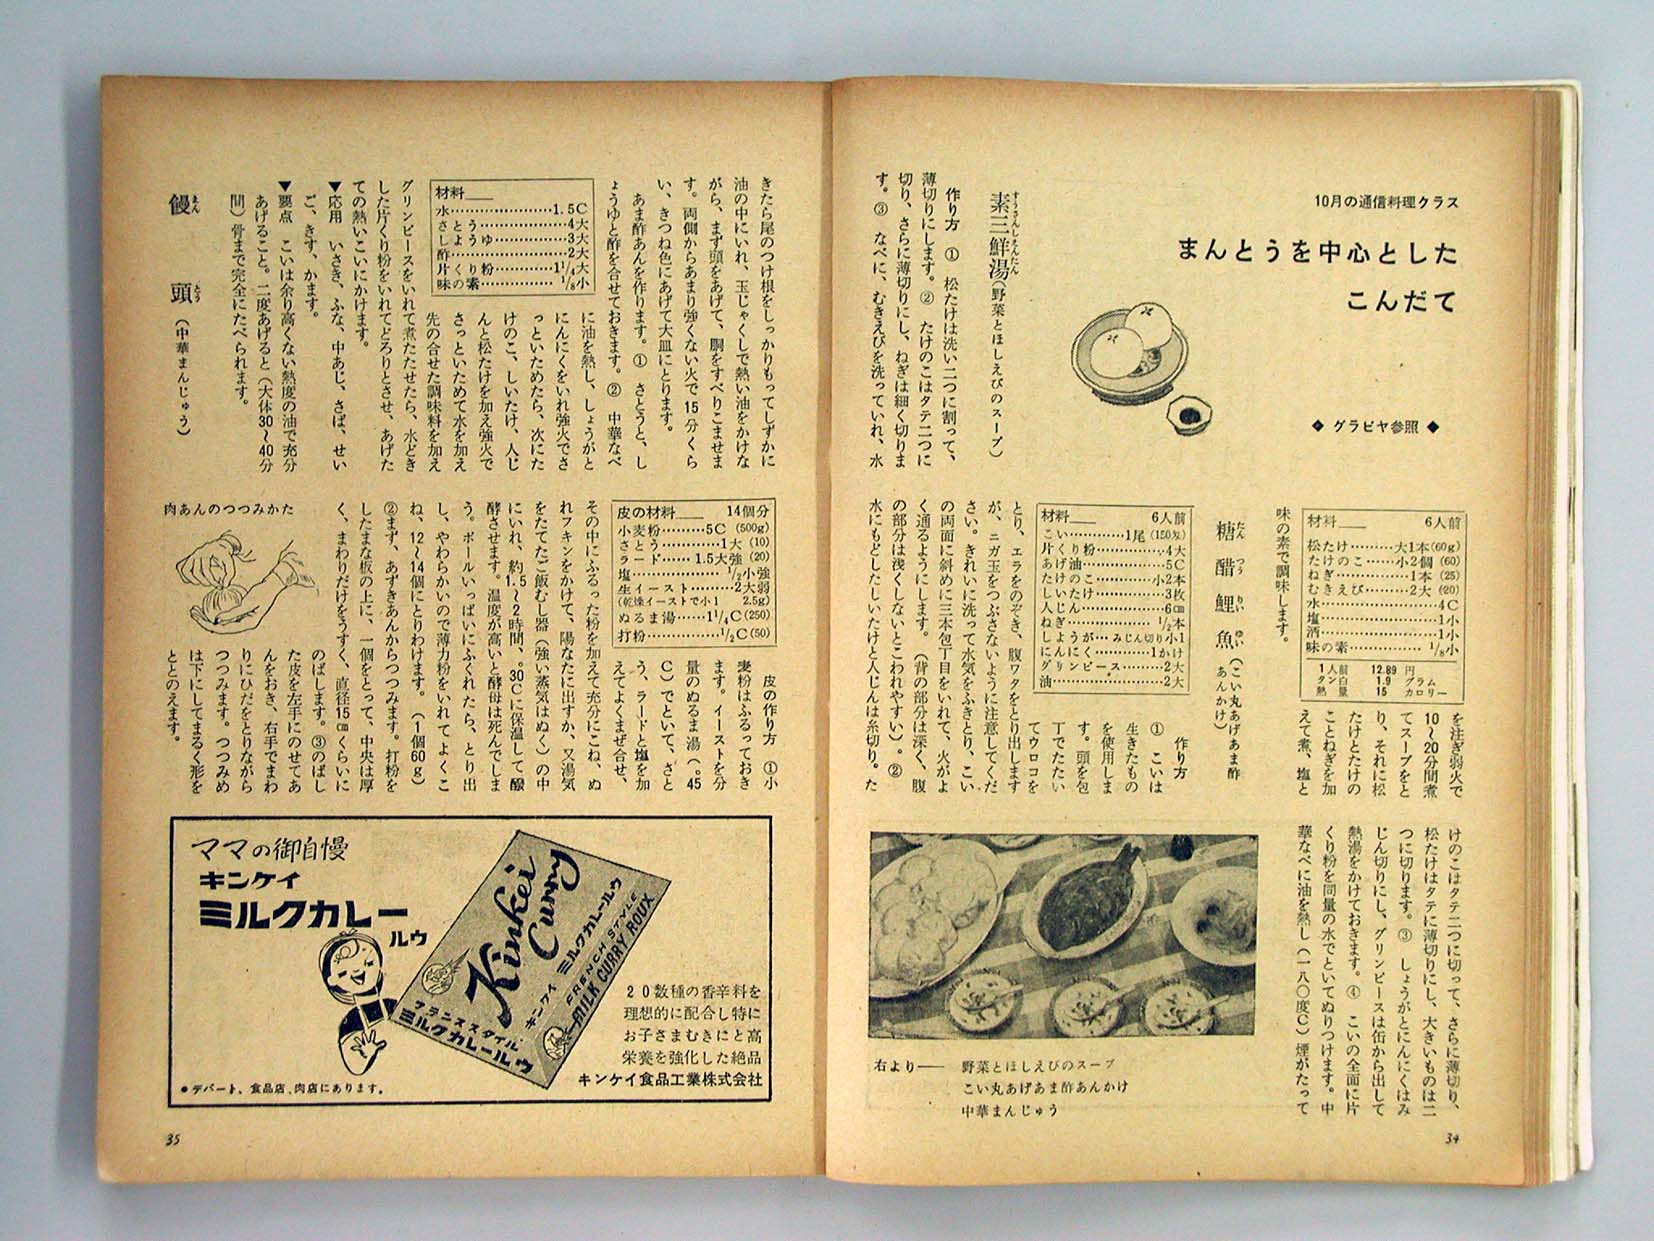 10月の通信料理クラス
まんとうを中心とした
こんだて
◆ グラビヤ参照 ◆
素三鮮湯(野菜とほしえびのスープ)
作り方 ① 松たけは洗い二つに割って、
薄切りにします。② たけのこはタテ二つに
切り、さらに薄切りにし、ねぎは細く切りま
す。③ なべに、むきえびを洗っていれ、水
材料 6人前
松たけ……大1本(60g)
たけのこ……小2個(60)
ねぎ……1本(25)
むきえび……2大(20)
水……4C
塩……1小
酒……1小
味の素……1/8小
1人前 12.89 円
タン白 1.9 グラム
熱量 15 カロリー
を注ぎ弱火で
10〜20分間煮
てスープをと
り、それに松
たけとたけの
ことねぎを加
えて煮、塩と
味の素で調味します。
糖醋鯉魚(こい丸あげあま酢
あんかけ)
材料 6人前
こい……1尾(150匁)
片くり粉……4大
あげ油……5C
たけのこ……小2本
しいたけ……3枚
人じん……6㎝
ねぎ……1/2本
しょうが…みじん切り小1
にんにく……1かけ
グリンピース……2大
油……2大
作り方
① こいは
生きたもの
を使用しま
す。頭を包
丁でたたい
てウロコを
とり、エラをのぞき、腹ワタをとり出します
が、ニガ玉をつぶさないように注意してくだ
さい。きれいに洗って水気をふきとり、こい
の両面に斜めに三本包丁目をいれて、火がよ
く通るようにします。(背の部分は深く、腹
の部分は浅くしないとこわれやすい)。②
水にもどしたしいたけと人じんは糸切り。た
けのこはタテ二つに切って、さらに薄切り、
松たけはタテに薄切りにし、大きいものは二
つに切ります。③ しょうがとにんにくはみ
じん切りにし、グリンピースは缶から出して
熱湯をかけておきます。④ こいの全面に片
くり粉を同量の水でといてぬりつけます。中
華なべに油を熱し(一八〇度C)煙がたって
右より—— 野菜とほしえびのスープ
こい丸あげあま酢あんかけ
中華まんじゅう
34
きたら尾のつけ根をしっかりもってしずかに
油の中にいれ、玉じゃくしで熱い油をかけな
がら、まず頭をあげて、胴をすべりこませま
す。両側からあまり強くない火で15分くら
い、きつね色にあげて大皿にとります。
あま酢あんを作ります。① さとうと、し
ょうゆと酢を合せておきます。② 中華なべ
材料
水……1.5C
さとう……4大
しょうゆ……3大
酢……2大
片くり粉……1 1/4大
味の素……1/8小
に油を熱し、しょうがと
にんにくをいれ強火でさ
っといためたら、次にた
けのこ、しいたけ、人じ
んと松たけを加え強火で
さっといためて水を加え
先の合せた調味料を加え
グリンピースをいれて煮たたせたら、水どき
した片くり粉をいれてどろりとさせ、あげた
ての熱いこいにかけます。
▼応用 いさき、ふな、中あじ、さば、せい
ご、きす、かます。
▼要点 こいは余り高くない熱度の油で充分
あげること。二度あげると(大体30〜40分
間)骨まで完全にたべられます。
饅頭(中華まんじゅう)
皮の材料 14個分
小麦粉……5C(500g)
さとう……1大(10)
ラード……1.5大強(20)
塩……1/2小強
生イースト……2大弱
(乾燥イーストで小1 2.5g)
ぬるま湯……1 1/4C(250)
打粉……1/2C(50)
皮の作り方 ①小
麦粉はふるっておき
ます。イーストを分
量のぬるま湯(45°
C)でといて、さと
う、ラードと塩を加
えてよくまぜ合せ、
その中にふるった粉を加えて充分にこね、ぬ
れフキンをかけて、陽なたに出すか、又湯気
をたてたご飯むし器(強い蒸気はぬく)の中
にいれ、約1.5〜2時間、30°Cに保温して醗
酵させます。温度が高いと酵母は死んでしま
う。ボールいっぱいにふくれたら、とり出
し、やわらかいので薄力粉をいれてよくこ
ね、12〜14個にとりわけます。(1個60g)
②まず、あずきあんからつつみます。打粉を
したまな板の上に、一個をとって、中央は厚
く、まわりだけをうすく、直径15㎝くらいに
のばします。③のばし
た皮を左手にのせてあ
んをおき、右手でまわ
りにひだをとりながら
つつみます。つつみめ
は下にしてまるく形を
ととのえます。
肉あんのつつみかた
ママの御自慢
キンケイ
ミルクカレー
ルウ
Kinkei
Curry
キンケイ ミルクカレールウ
FRENCH STYLE
MILK CURRY ROUX
フランススタイル・
ミルクカレールウ
20数種の香辛料を
理想的に配合し特に
お子さまむきにと高
栄養を強化した絶品
キンケイ食品工業株式会社
●デパート、食品店、肉店にあります。
35